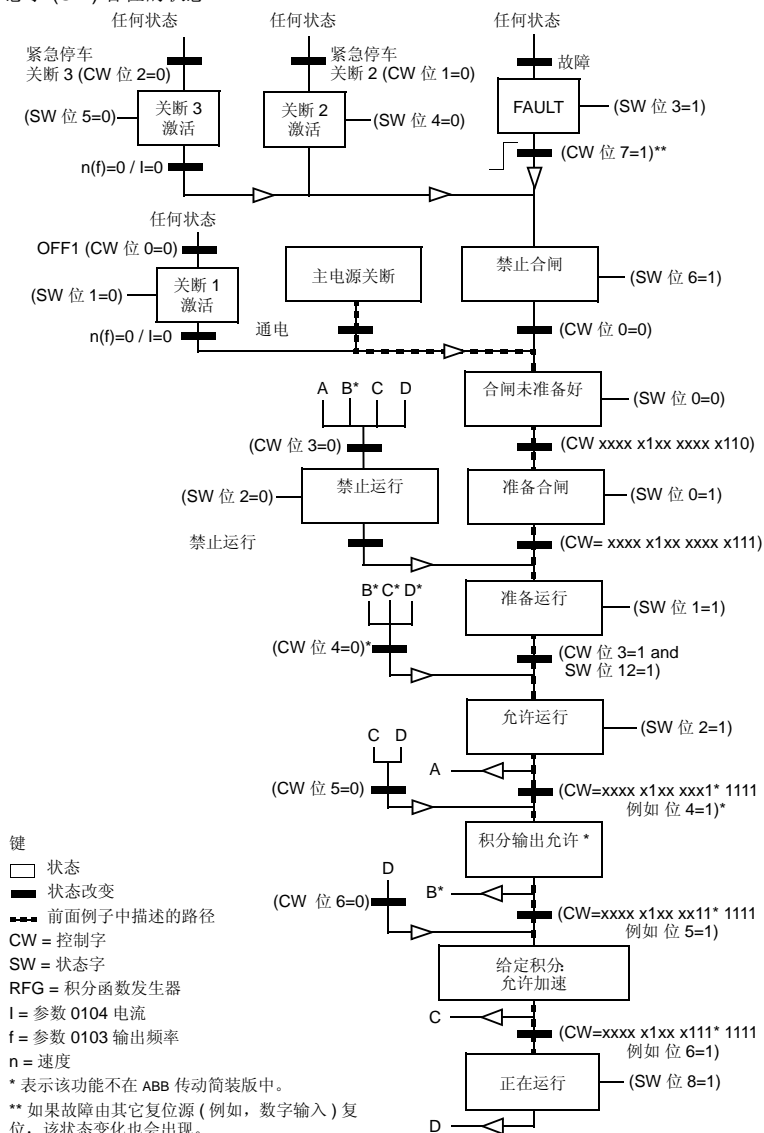 任何状态
任何状态
任何状态
紧急停车
关断 3 (CW 位 2=0)
紧急停车
关断 2 (CW 位 1=0)
故障
(SW 位 5=0)
关断 3
激活
关断 2
激活
(SW 位 4=0)
FAULT
(SW 位 3=1)
n(f)=0 / I=0
(CW 位 7=1)**
任何状态
OFF1 (CW 位 0=0)
(SW 位 1=0)
关断 1
激活
主电源关断
禁止合闸
(SW 位 6=1)
n(f)=0 / I=0
通电
(CW 位 0=0)
A B* C D
合闸未准备好
(SW 位 0=0)
(CW 位 3=0)
(CW xxxx x1xx xxxx x110)
(SW 位 2=0)
禁止运行
准备合闸
(SW 位 0=1)
禁止运行
(CW= xxxx x1xx xxxx x111)
B* C* D*
准备运行
(SW 位 1=1)
(CW 位 4=0)*
(CW 位 3=1 and
SW 位 12=1)
允许运行
(SW 位 2=1)
C D
A
(CW 位 5=0)
(CW=xxxx x1xx xxx1* 1111
例如 位 4=1)*
积分输出允许 *
D
B*
(CW 位 6=0)
(CW=xxxx x1xx xx11* 1111
例如 位 5=1)
给定积分:
允许加速
C
(CW=xxxx x1xx x111* 1111
例如 位 6=1)
正在运行
(SW 位 8=1)
D
键
状态
状态改变
前面例子中描述的路径
CW = 控制字
SW = 状态字
RFG = 积分函数发生器
I = 参数 0104 电流
f = 参数 0103 输出频率
n = 速度
* 表示该功能不在 ABB 传动简装版中。
** 如果故障由其它复位源 ( 例如，数字输入 ) 复
位，该状态变化也会出现。